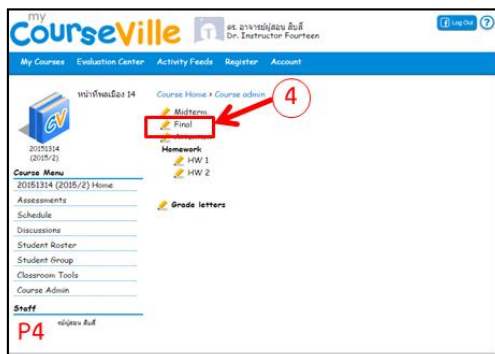 my
CourseVille
ดร. อาจารย์ผู้สอน สิบสี่
Dr. Instructor Fourteen
Log Out
?
My Courses Evaluation Center Activity Feeds Register Account
หน้าที่พลเมือง 14
CV
20151314
(2015/2)
Course Home › Course admin
4
Midterm
Final
Attention
Homework
HW 1
HW 2
Grade letters
Course Menu
20151314 (2015/2) Home
Assessments
Schedule
Discussions
Student Roster
Student Group
Classroom Tools
Course Admin
Staff
P4